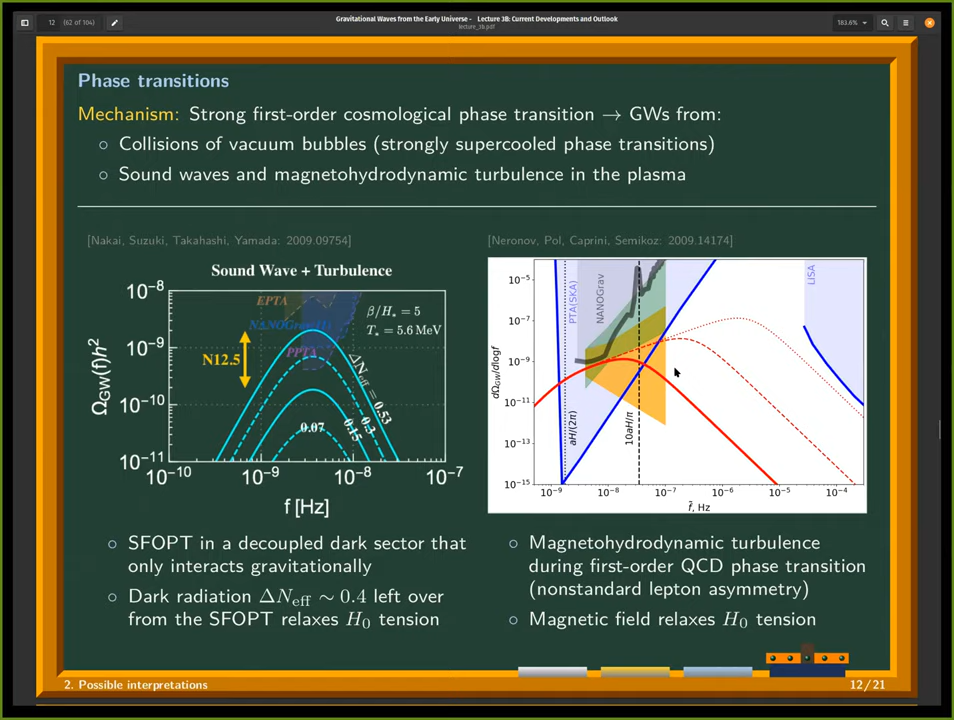 Gravitational Waves from the Early Universe - Lecture 3B: Current Developments and Outlook
lecture_3b.pdf
12 (62 of 104)
183.6%
Phase transitions
Mechanism: Strong first-order cosmological phase transition → GWs from:
○ Collisions of vacuum bubbles (strongly supercooled phase transitions)
○ Sound waves and magnetohydrodynamic turbulence in the plasma
[Nakai, Suzuki, Takahashi, Yamada: 2009.09754]
Sound Wave + Turbulence
10⁻⁸
10⁻⁹
10⁻¹⁰
10⁻¹¹
Ω_GW(f)h²
EPTA
PPTA
N12.5
β/H_* = 5
T_* = 5.6 MeV
ΔN_eff = 0.53
0.3
0.15
0.07
10⁻¹⁰ 10⁻⁹ 10⁻⁸ 10⁻⁷
f [Hz]
○ SFOPT in a decoupled dark sector that
only interacts gravitationally
○ Dark radiation ΔN_eff ∼ 0.4 left over
from the SFOPT relaxes H₀ tension
[Neronov, Pol, Caprini, Semikoz: 2009.14174]
10⁻⁵
10⁻⁷
10⁻⁹
10⁻¹¹
10⁻¹³
10⁻¹⁵
dΩ_GW/dlogf
PTA(SKA)
NANOGrav
LISA
aH/(2π)
10aH/π
10⁻⁹ 10⁻⁸ 10⁻⁷ 10⁻⁶ 10⁻⁵ 10⁻⁴
f̃, Hz
○ Magnetohydrodynamic turbulence
during first-order QCD phase transition
(nonstandard lepton asymmetry)
○ Magnetic field relaxes H₀ tension
2. Possible interpretations
12/21